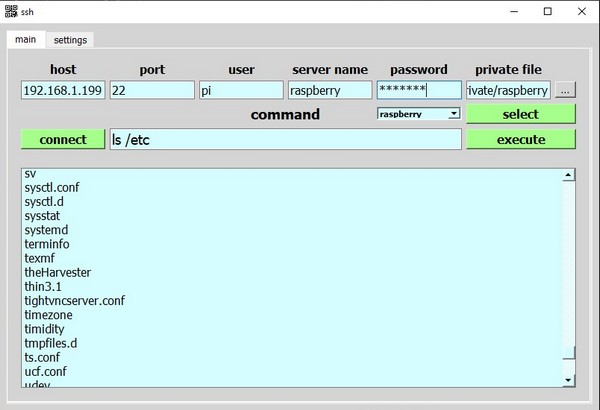 ssh
main settings
host port user server name password private file
192.168.1.199 22 pi raspberry ******* ivate/raspberry ...
command raspberry select
connect ls /etc execute
sv
sysctl.conf
sysctl.d
sysstat
systemd
terminfo
texmf
theHarvester
thin3.1
tightvncserver.conf
timezone
timidity
tmpfiles.d
ts.conf
ucf.conf
udev